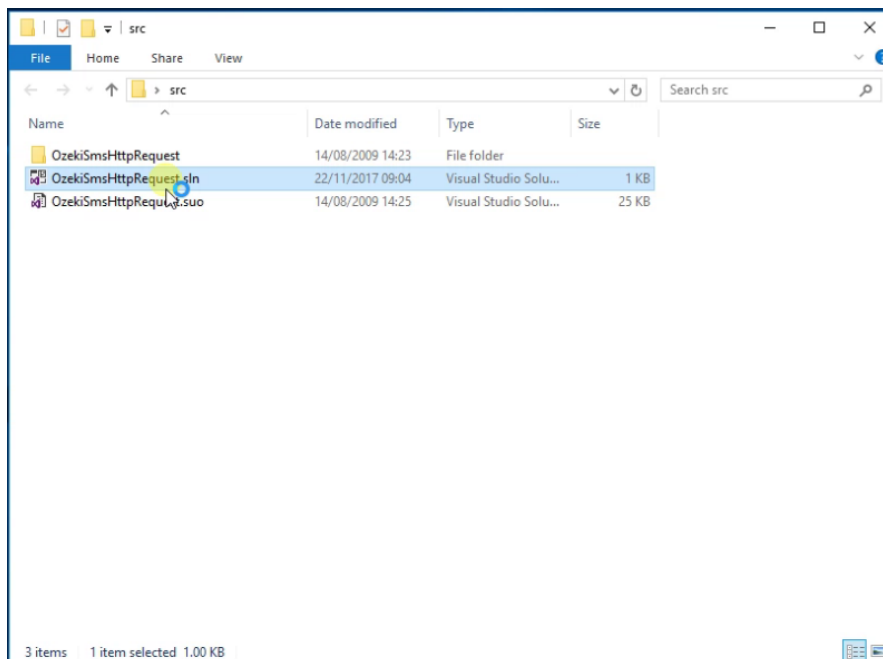 src
File Home Share View
src Search src
Name Date modified Type Size
OzekiSmsHttpRequest 14/08/2009 14:23 File folder
OzekiSmsHttpRequest.sln 22/11/2017 09:04 Visual Studio Solu... 1 KB
OzekiSmsHttpRequest.suo 14/08/2009 14:25 Visual Studio Solu... 25 KB
3 items 1 item selected 1.00 KB